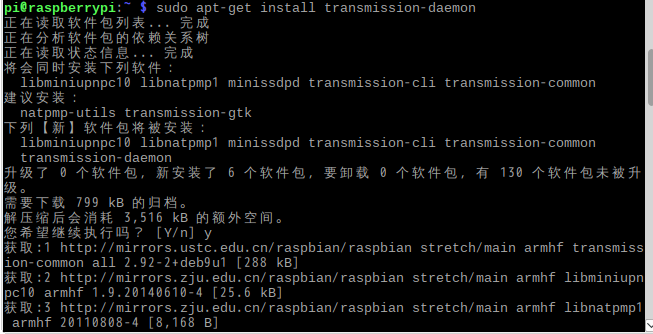 pi@raspberrypi:~ $ sudo apt-get install transmission-daemon
正在读取软件包列表... 完成
正在分析软件包的依赖关系树
正在读取状态信息... 完成
将会同时安装下列软件：
  libminiupnpc10 libnatpmp1 minissdpd transmission-cli transmission-common
建议安装：
  natpmp-utils transmission-gtk
下列【新】软件包将被安装：
  libminiupnpc10 libnatpmp1 minissdpd transmission-cli transmission-common
  transmission-daemon
升级了 0 个软件包，新安装了 6 个软件包，要卸载 0 个软件包，有 130 个软件包未被升
级。
需要下载 799 kB 的归档。
解压缩后会消耗 3,516 kB 的额外空间。
您希望继续执行吗？ [Y/n] y
获取:1 http://mirrors.ustc.edu.cn/raspbian/raspbian stretch/main armhf transmiss
ion-common all 2.92-2+deb9u1 [288 kB]
获取:2 http://mirrors.zju.edu.cn/raspbian/raspbian stretch/main armhf libminiupn
pc10 armhf 1.9.20140610-4 [25.6 kB]
获取:3 http://mirrors.zju.edu.cn/raspbian/raspbian stretch/main armhf libnatpmp1
 armhf 20110808-4 [8,168 B]